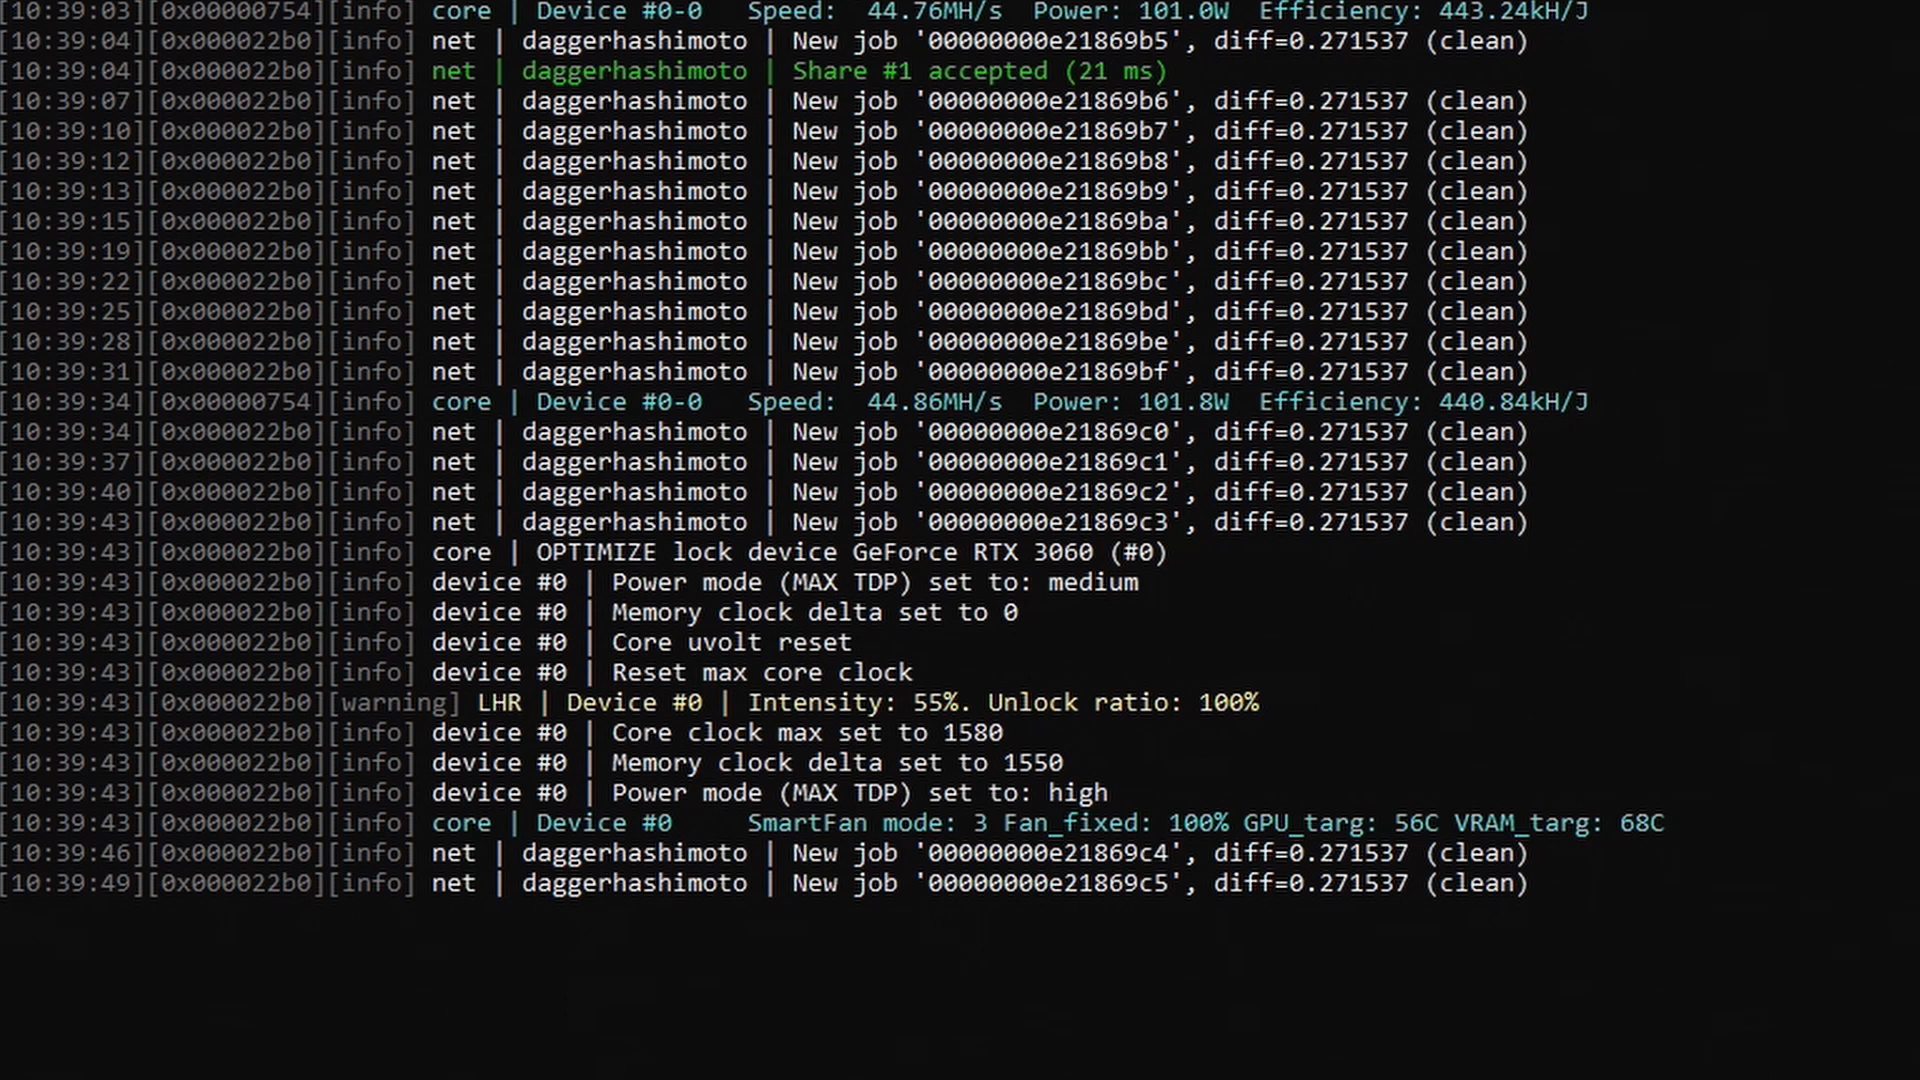 [10:39:03][0x00000754][info] core | Device #0-0 Speed: 44.76MH/s Power: 101.0W Efficiency: 443.24kH/J
[10:39:04][0x000022b0][info] net | daggerhashimoto | New job '00000000e21869b5', diff=0.271537 (clean)
[10:39:04][0x000022b0][info] net | daggerhashimoto | Share #1 accepted (21 ms)
[10:39:07][0x000022b0][info] net | daggerhashimoto | New job '00000000e21869b6', diff=0.271537 (clean)
[10:39:10][0x000022b0][info] net | daggerhashimoto | New job '00000000e21869b7', diff=0.271537 (clean)
[10:39:12][0x000022b0][info] net | daggerhashimoto | New job '00000000e21869b8', diff=0.271537 (clean)
[10:39:13][0x000022b0][info] net | daggerhashimoto | New job '00000000e21869b9', diff=0.271537 (clean)
[10:39:15][0x000022b0][info] net | daggerhashimoto | New job '00000000e21869ba', diff=0.271537 (clean)
[10:39:19][0x000022b0][info] net | daggerhashimoto | New job '00000000e21869bb', diff=0.271537 (clean)
[10:39:22][0x000022b0][info] net | daggerhashimoto | New job '00000000e21869bc', diff=0.271537 (clean)
[10:39:25][0x000022b0][info] net | daggerhashimoto | New job '00000000e21869bd', diff=0.271537 (clean)
[10:39:28][0x000022b0][info] net | daggerhashimoto | New job '00000000e21869be', diff=0.271537 (clean)
[10:39:31][0x000022b0][info] net | daggerhashimoto | New job '00000000e21869bf', diff=0.271537 (clean)
[10:39:34][0x00000754][info] core | Device #0-0 Speed: 44.86MH/s Power: 101.8W Efficiency: 440.84kH/J
[10:39:34][0x000022b0][info] net | daggerhashimoto | New job '00000000e21869c0', diff=0.271537 (clean)
[10:39:37][0x000022b0][info] net | daggerhashimoto | New job '00000000e21869c1', diff=0.271537 (clean)
[10:39:40][0x000022b0][info] net | daggerhashimoto | New job '00000000e21869c2', diff=0.271537 (clean)
[10:39:43][0x000022b0][info] net | daggerhashimoto | New job '00000000e21869c3', diff=0.271537 (clean)
[10:39:43][0x000022b0][info] core | OPTIMIZE lock device GeForce RTX 3060 (#0)
[10:39:43][0x000022b0][info] device #0 | Power mode (MAX TDP) set to: medium
[10:39:43][0x000022b0][info] device #0 | Memory clock delta set to 0
[10:39:43][0x000022b0][info] device #0 | Core uvolt reset
[10:39:43][0x000022b0][info] device #0 | Reset max core clock
[10:39:43][0x000022b0][warning] LHR | Device #0 | Intensity: 55%. Unlock ratio: 100%
[10:39:43][0x000022b0][info] device #0 | Core clock max set to 1580
[10:39:43][0x000022b0][info] device #0 | Memory clock delta set to 1550
[10:39:43][0x000022b0][info] device #0 | Power mode (MAX TDP) set to: high
[10:39:43][0x000022b0][info] core | Device #0 SmartFan mode: 3 Fan_fixed: 100% GPU_targ: 56C VRAM_targ: 68C
[10:39:46][0x000022b0][info] net | daggerhashimoto | New job '00000000e21869c4', diff=0.271537 (clean)
[10:39:49][0x000022b0][info] net | daggerhashimoto | New job '00000000e21869c5', diff=0.271537 (clean)